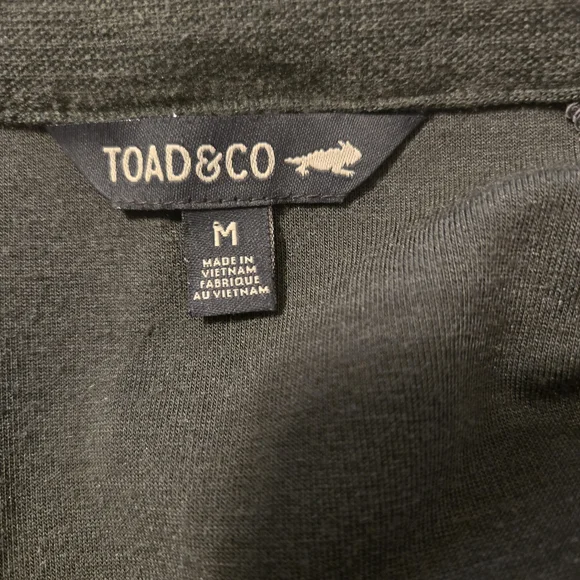 TOAD&CO
M
MADE IN
VIETNAM
FABRIQUE
AU VIETNAM